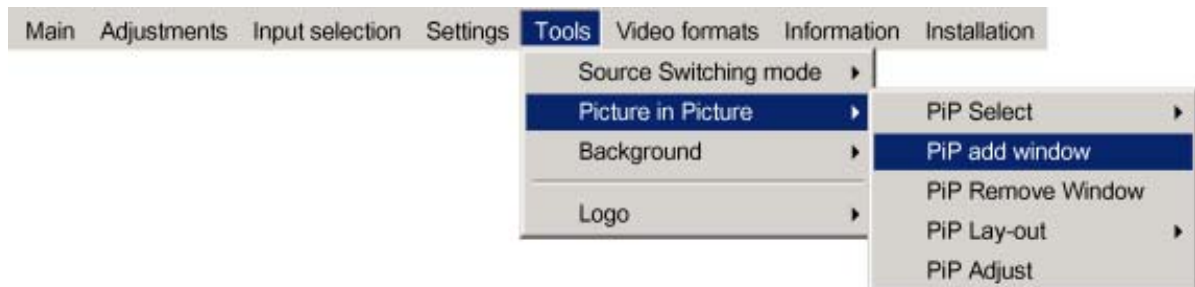 Main Adjustments Input selection Settings Tools Video formats Information Installation
Source Switching mode
Picture in Picture
Background
Logo
PiP Select
PiP add window
PiP Remove Window
PiP Lay-out
PiP Adjust